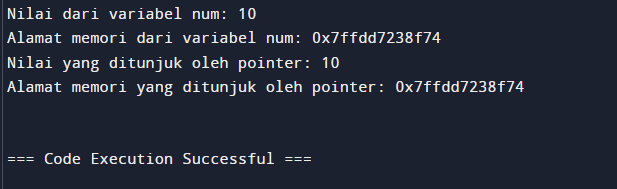 Nilai dari variabel num: 10
Alamat memori dari variabel num: 0x7ffdd7238f74
Nilai yang ditunjuk oleh pointer: 10
Alamat memori yang ditunjuk oleh pointer: 0x7ffdd7238f74
=== Code Execution Successful ===